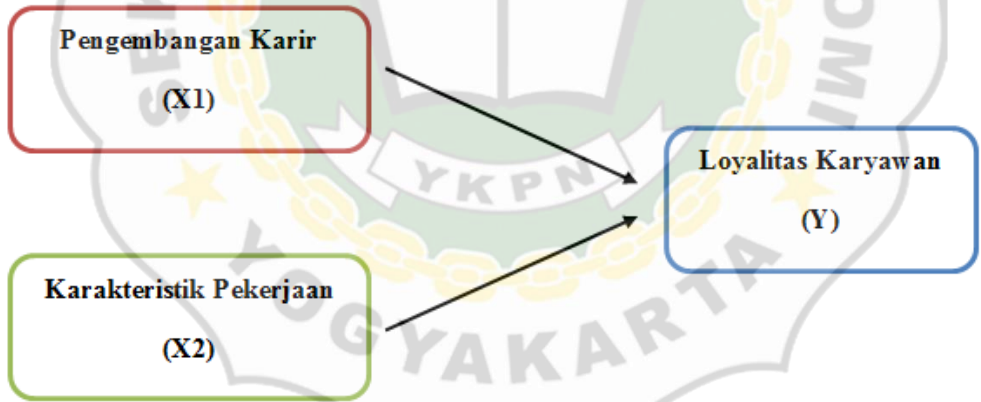 Pengembangan Karir
(X1)
Loyalitas Karyawan
(Y)
Karakteristik Pekerjaan
(X2)
YKPN
YOGYAKARTA